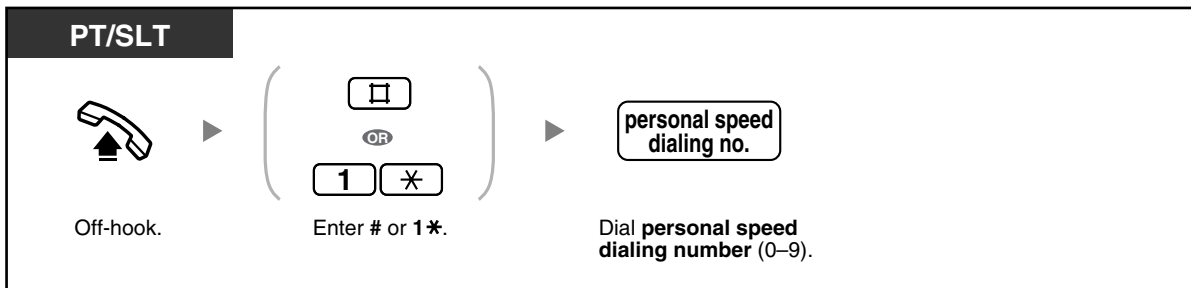 PT/SLT
#
OR
1 *
personal speed
dialing no.
Off-hook.
Enter # or 1*.
Dial personal speed
dialing number (0–9).